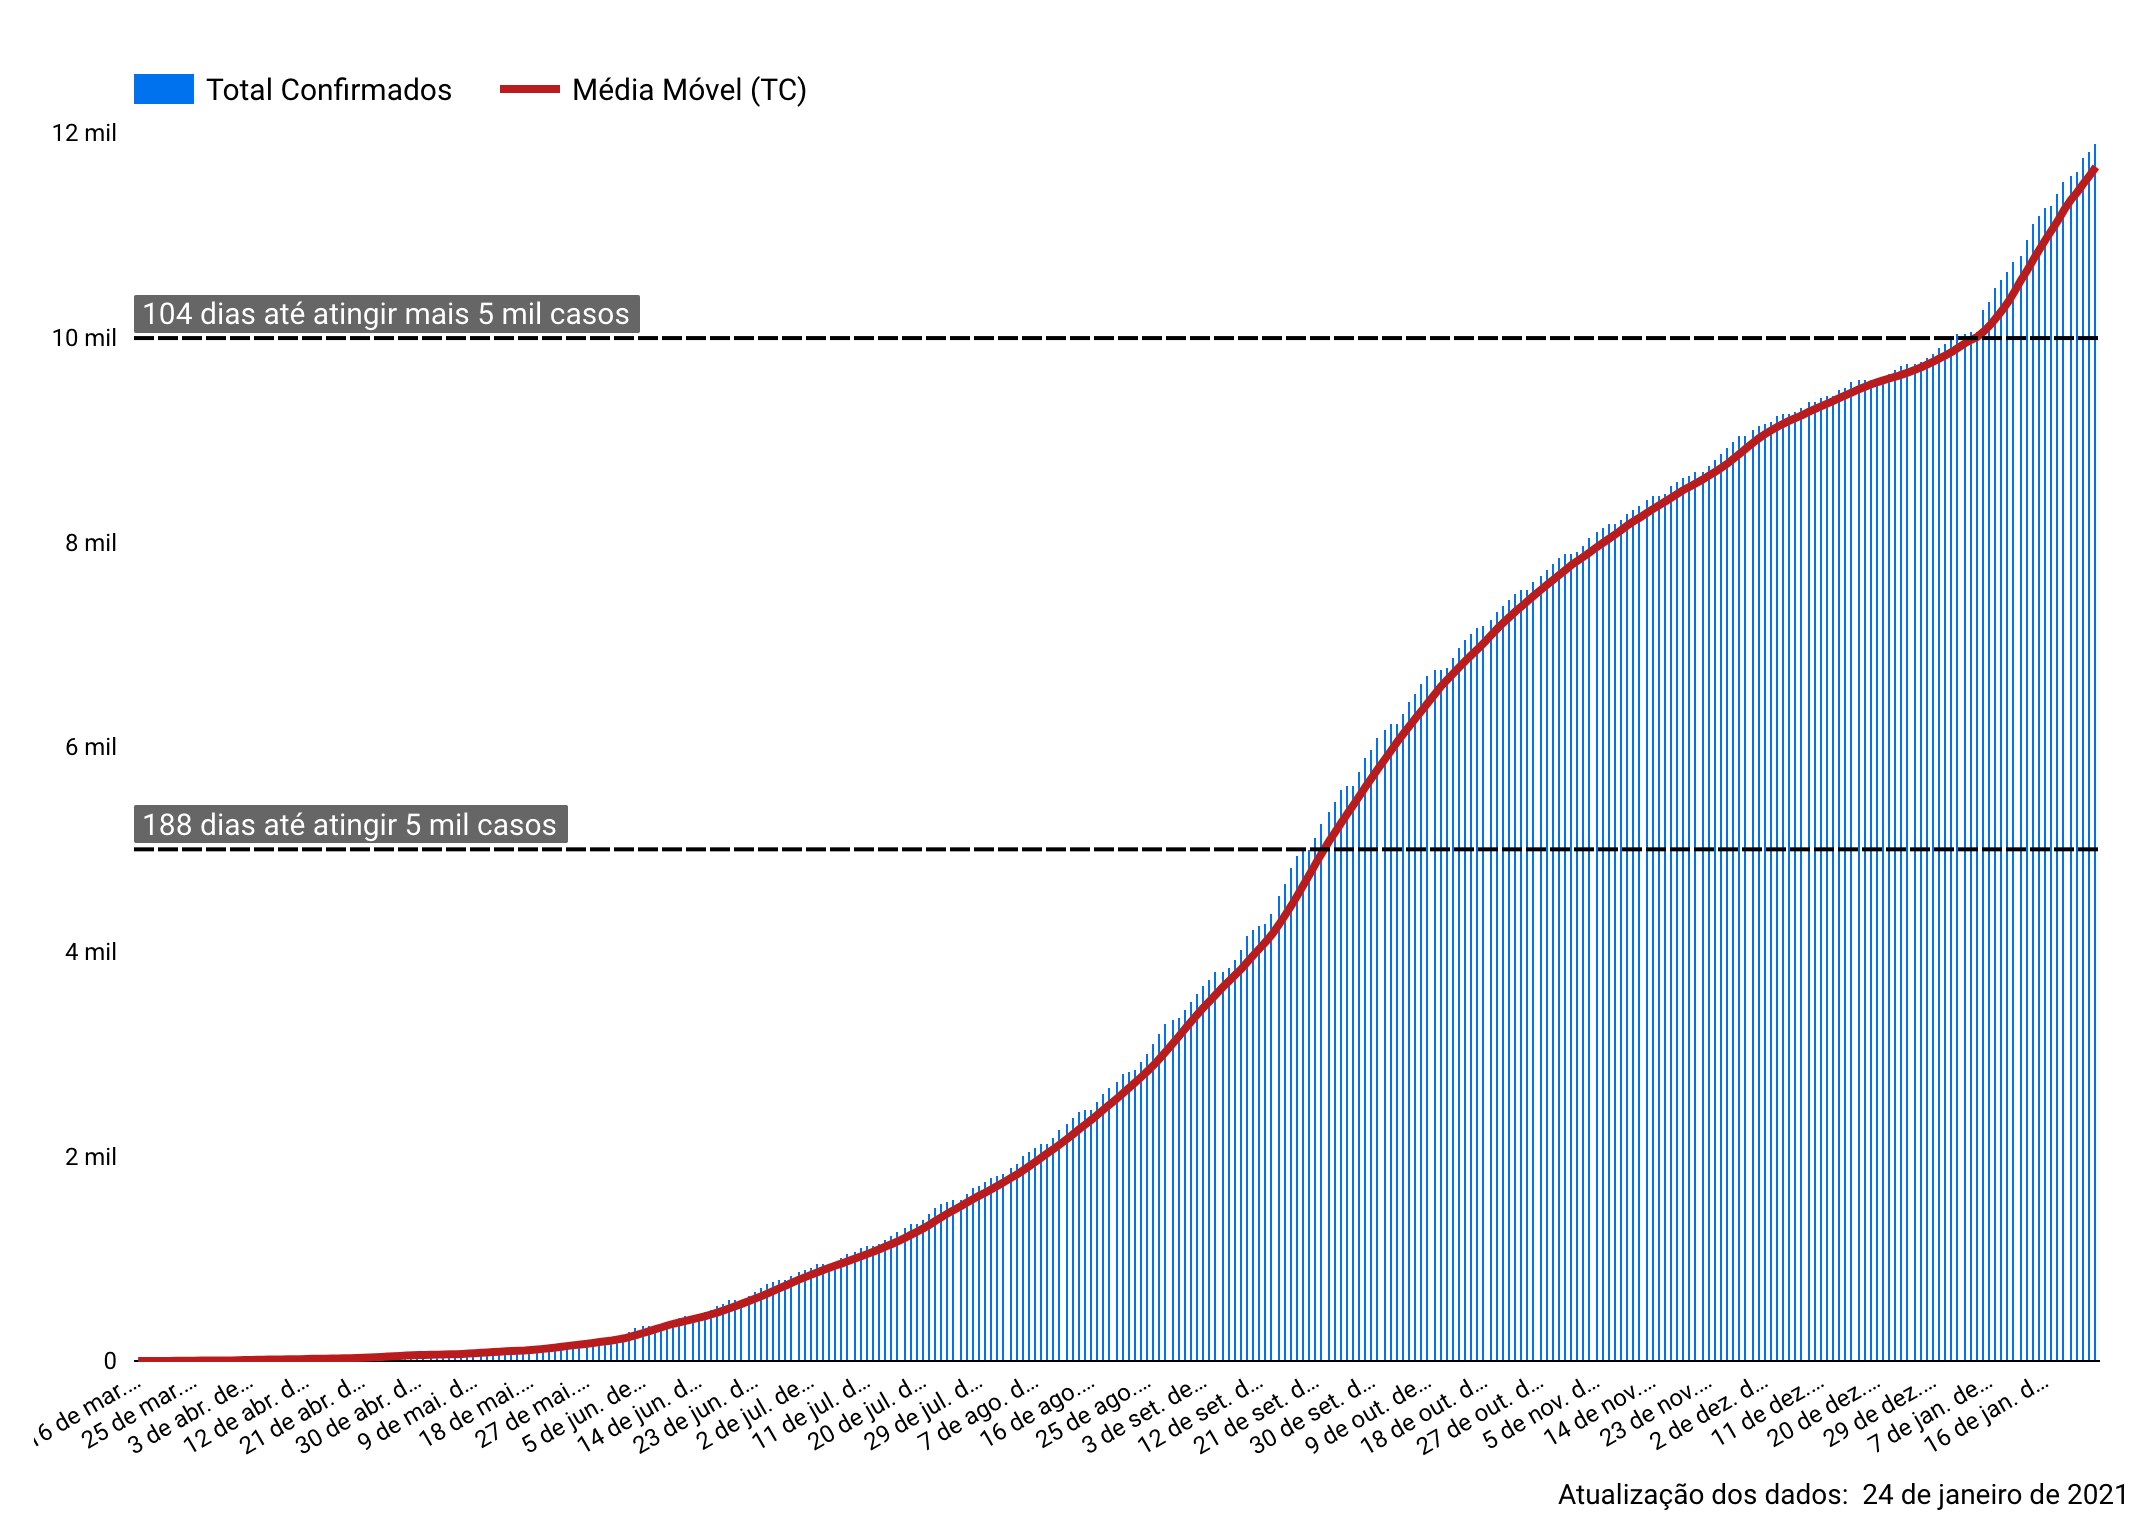 Total Confirmados
Média Móvel (TC)
12 mil
104 dias até atingir mais 5 mil casos
10 mil
8 mil
6 mil
188 dias até atingir 5 mil casos
4 mil
2 mil
0
16 de mar....
25 de mar....
3 de abr. de...
12 de abr. d...
21 de abr. d...
30 de abr. d...
9 de mai. d...
18 de mai....
27 de mai....
5 de jun. de...
14 de jun. d...
23 de jun. d...
2 de jul. de...
11 de jul. d...
20 de jul. d...
29 de jul. d...
7 de ago. d...
16 de ago....
25 de ago....
3 de set. de...
12 de set. d...
21 de set. d...
30 de set. d...
9 de out. de...
18 de out. d...
27 de out. d...
5 de nov. d...
14 de nov....
23 de nov....
2 de dez. d...
11 de dez....
20 de dez....
29 de dez....
7 de jan. de...
16 de jan. d...
Atualização dos dados: 24 de janeiro de 2021